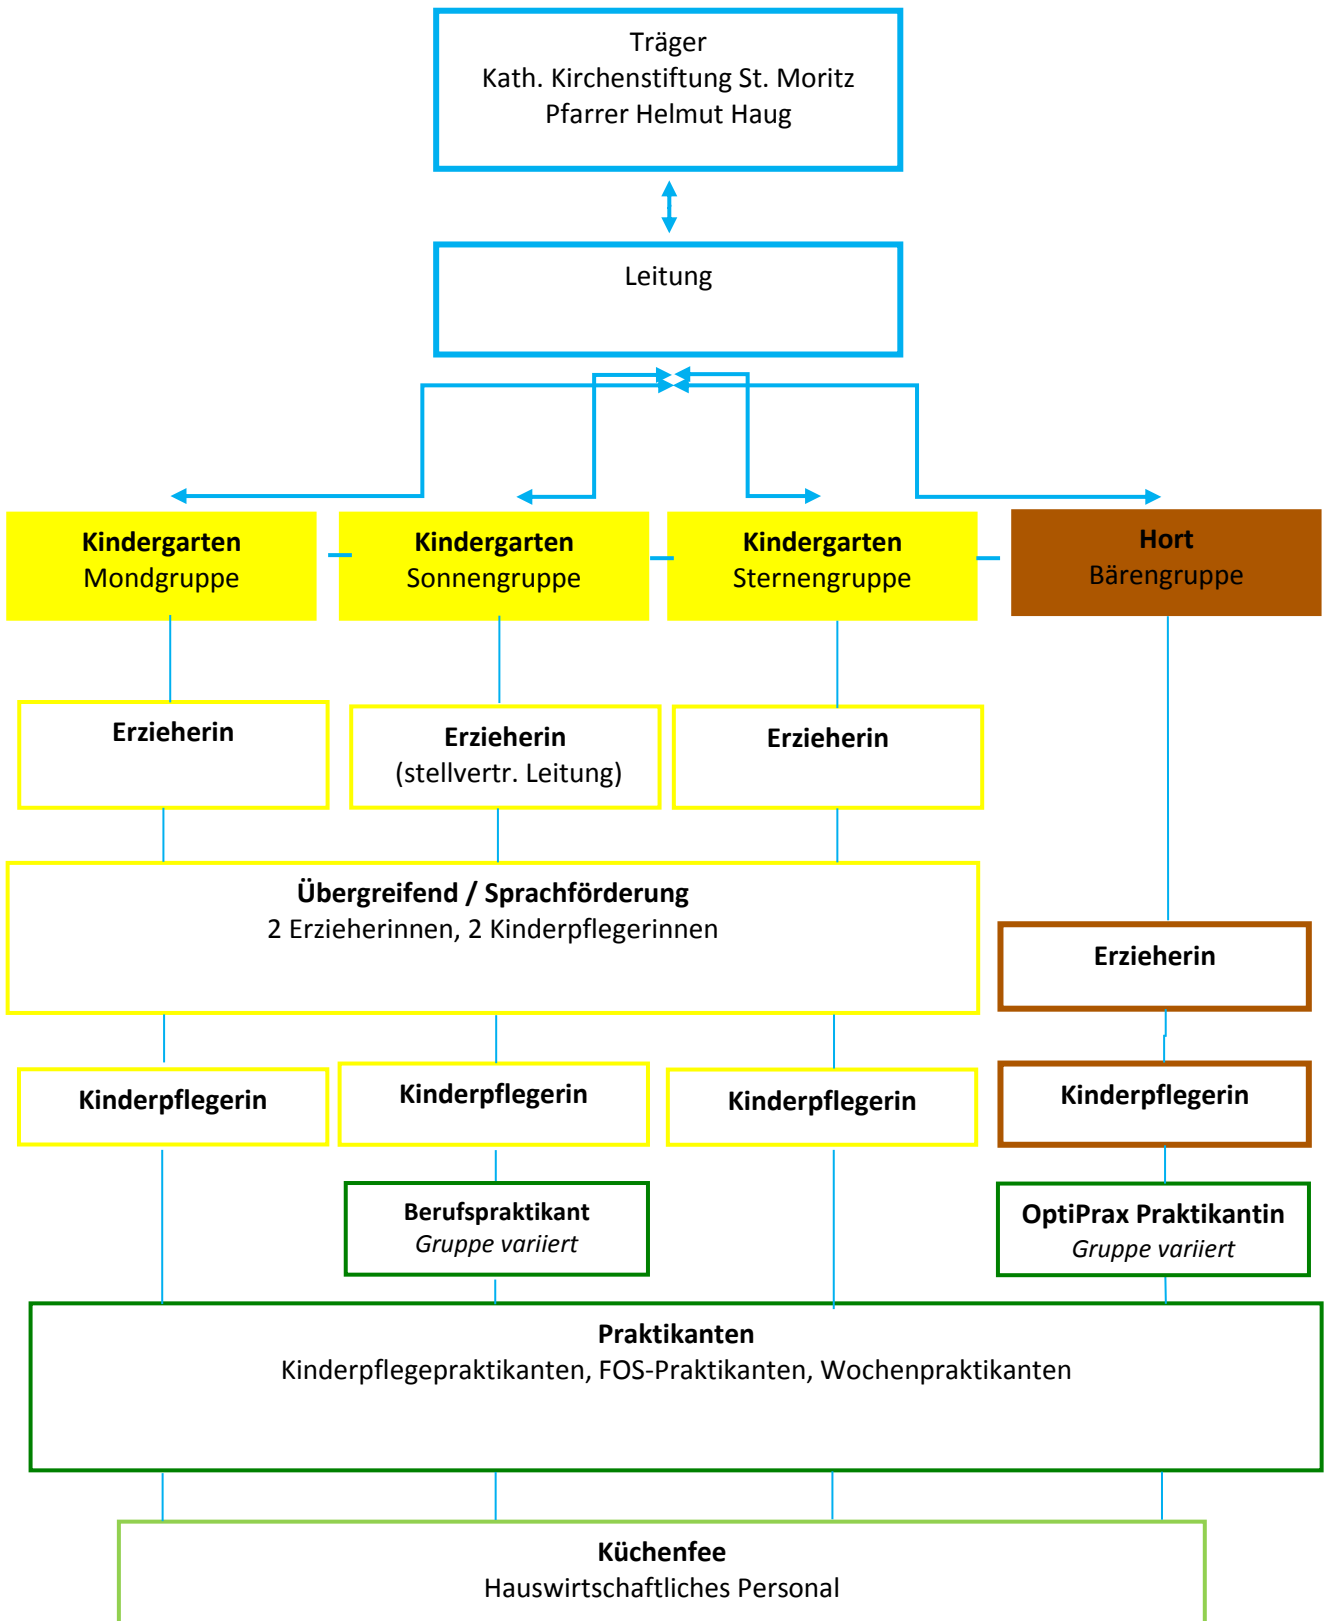 Träger
Kath. Kirchenstiftung St. Moritz
Pfarrer Helmut Haug
Leitung
Kindergarten
Mondgruppe
Kindergarten
Sonnengruppe
Kindergarten
Sternengruppe
Hort
Bärengruppe
Erzieherin
Erzieherin
(stellvertr. Leitung)
Erzieherin
Übergreifend / Sprachförderung
2 Erzieherinnen, 2 Kinderpflegerinnen
Erzieherin
Kinderpflegerin
Kinderpflegerin
Kinderpflegerin
Kinderpflegerin
Berufspraktikant
Gruppe variiert
OptiPrax Praktikantin
Gruppe variiert
Praktikanten
Kinderpflegepraktikanten, FOS-Praktikanten, Wochenpraktikanten
Küchenfee
Hauswirtschaftliches Personal